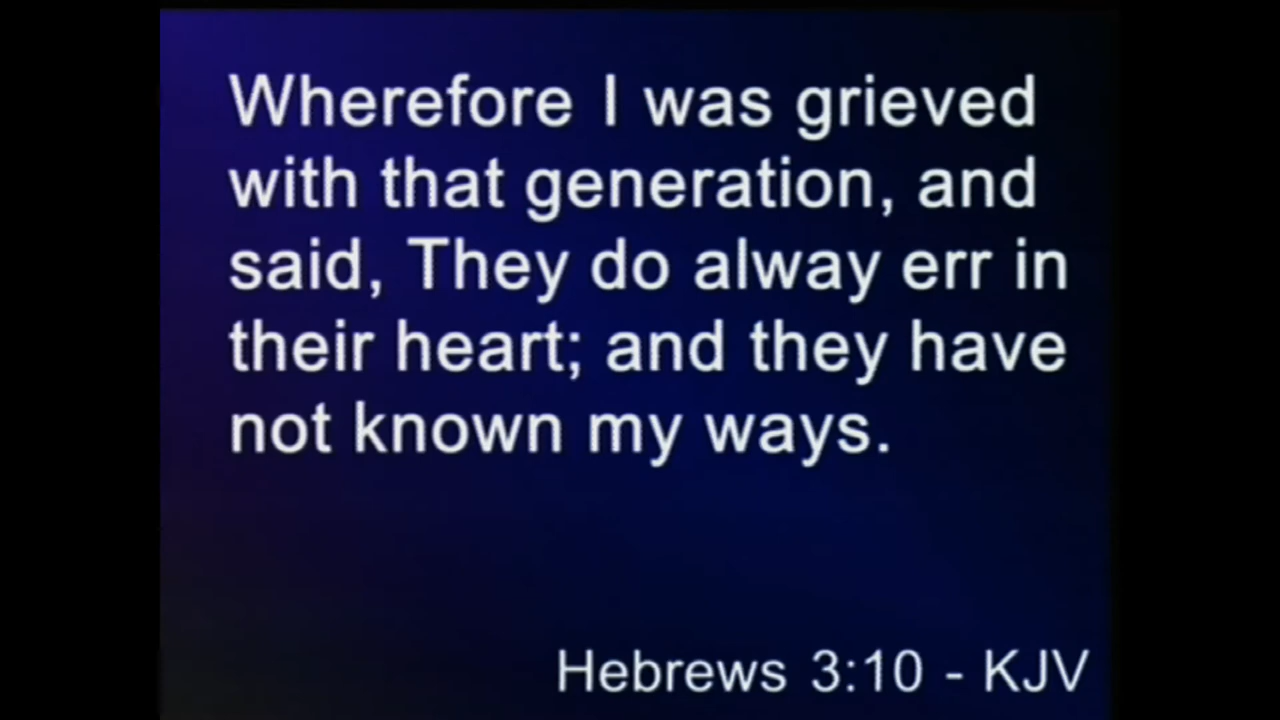 Wherefore I was grieved
with that generation, and
said, They do alway err in
their heart; and they have
not known my ways.
Hebrews 3:10 - KJV